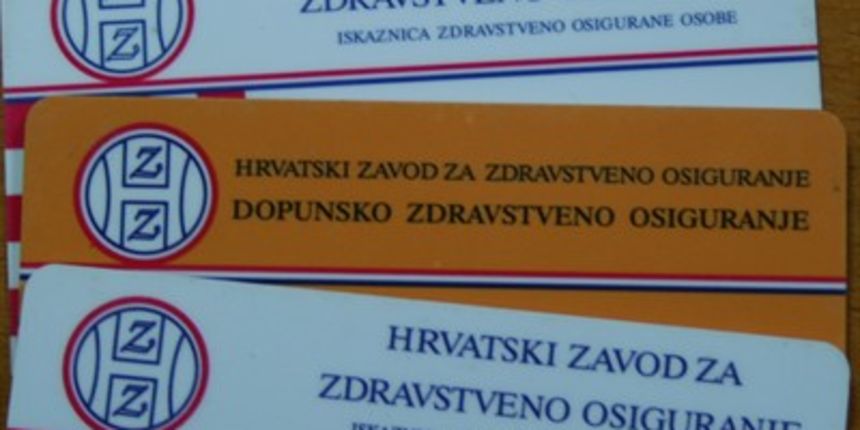 Z
Z
ISKAZNICA ZDRAVSTVENO OSIGURANE OSOBE
Z
Z
HRVATSKI ZAVOD ZA ZDRAVSTVENO OSIGURANJE
DOPUNSKO ZDRAVSTVENO OSIGURANJE
Z
Z
HRVATSKI ZAVOD ZA
ZDRAVSTVENO OSIGURANJE